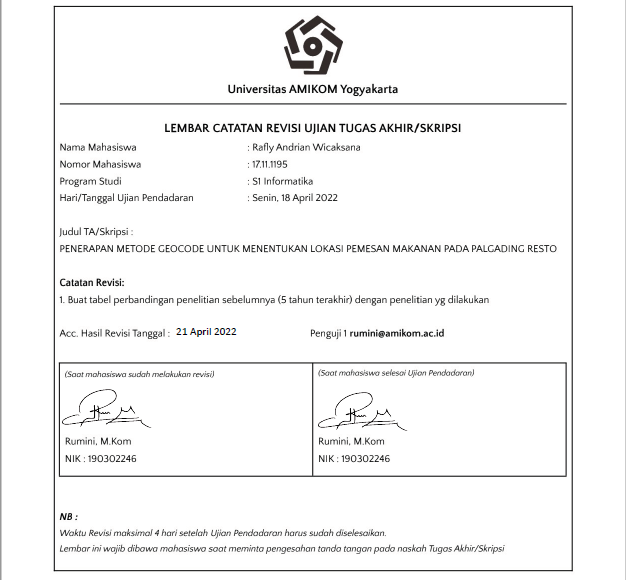 Universitas AMIKOM Yogyakarta
LEMBAR CATATAN REVISI UJIAN TUGAS AKHIR/SKRIPSI
Nama Mahasiswa : Rafly Andrian Wicaksana
Nomor Mahasiswa : 17.11.1195
Program Studi : S1 Informatika
Hari/Tanggal Ujian Pendadaran : Senin, 18 April 2022
Judul TA/Skripsi :
PENERAPAN METODE GEOCODE UNTUK MENENTUKAN LOKASI PEMESAN MAKANAN PADA PALGADING RESTO
Catatan Revisi:
1. Buat tabel perbandingan penelitian sebelumnya (5 tahun terakhir) dengan penelitian yg dilakukan
Acc. Hasil Revisi Tanggal : 21 April 2022 Penguji 1 rumini@amikom.ac.id
(Saat mahasiswa sudah melakukan revisi)
Rumini, M.Kom
NIK : 190302246
(Saat mahasiswa selesai Ujian Pendadaran)
Rumini, M.Kom
NIK : 190302246
NB :
Waktu Revisi maksimal 4 hari setelah Ujian Pendadaran harus sudah diselesaikan.
Lembar ini wajib dibawa mahasiswa saat meminta pengesahan tanda tangan pada naskah Tugas Akhir/Skripsi